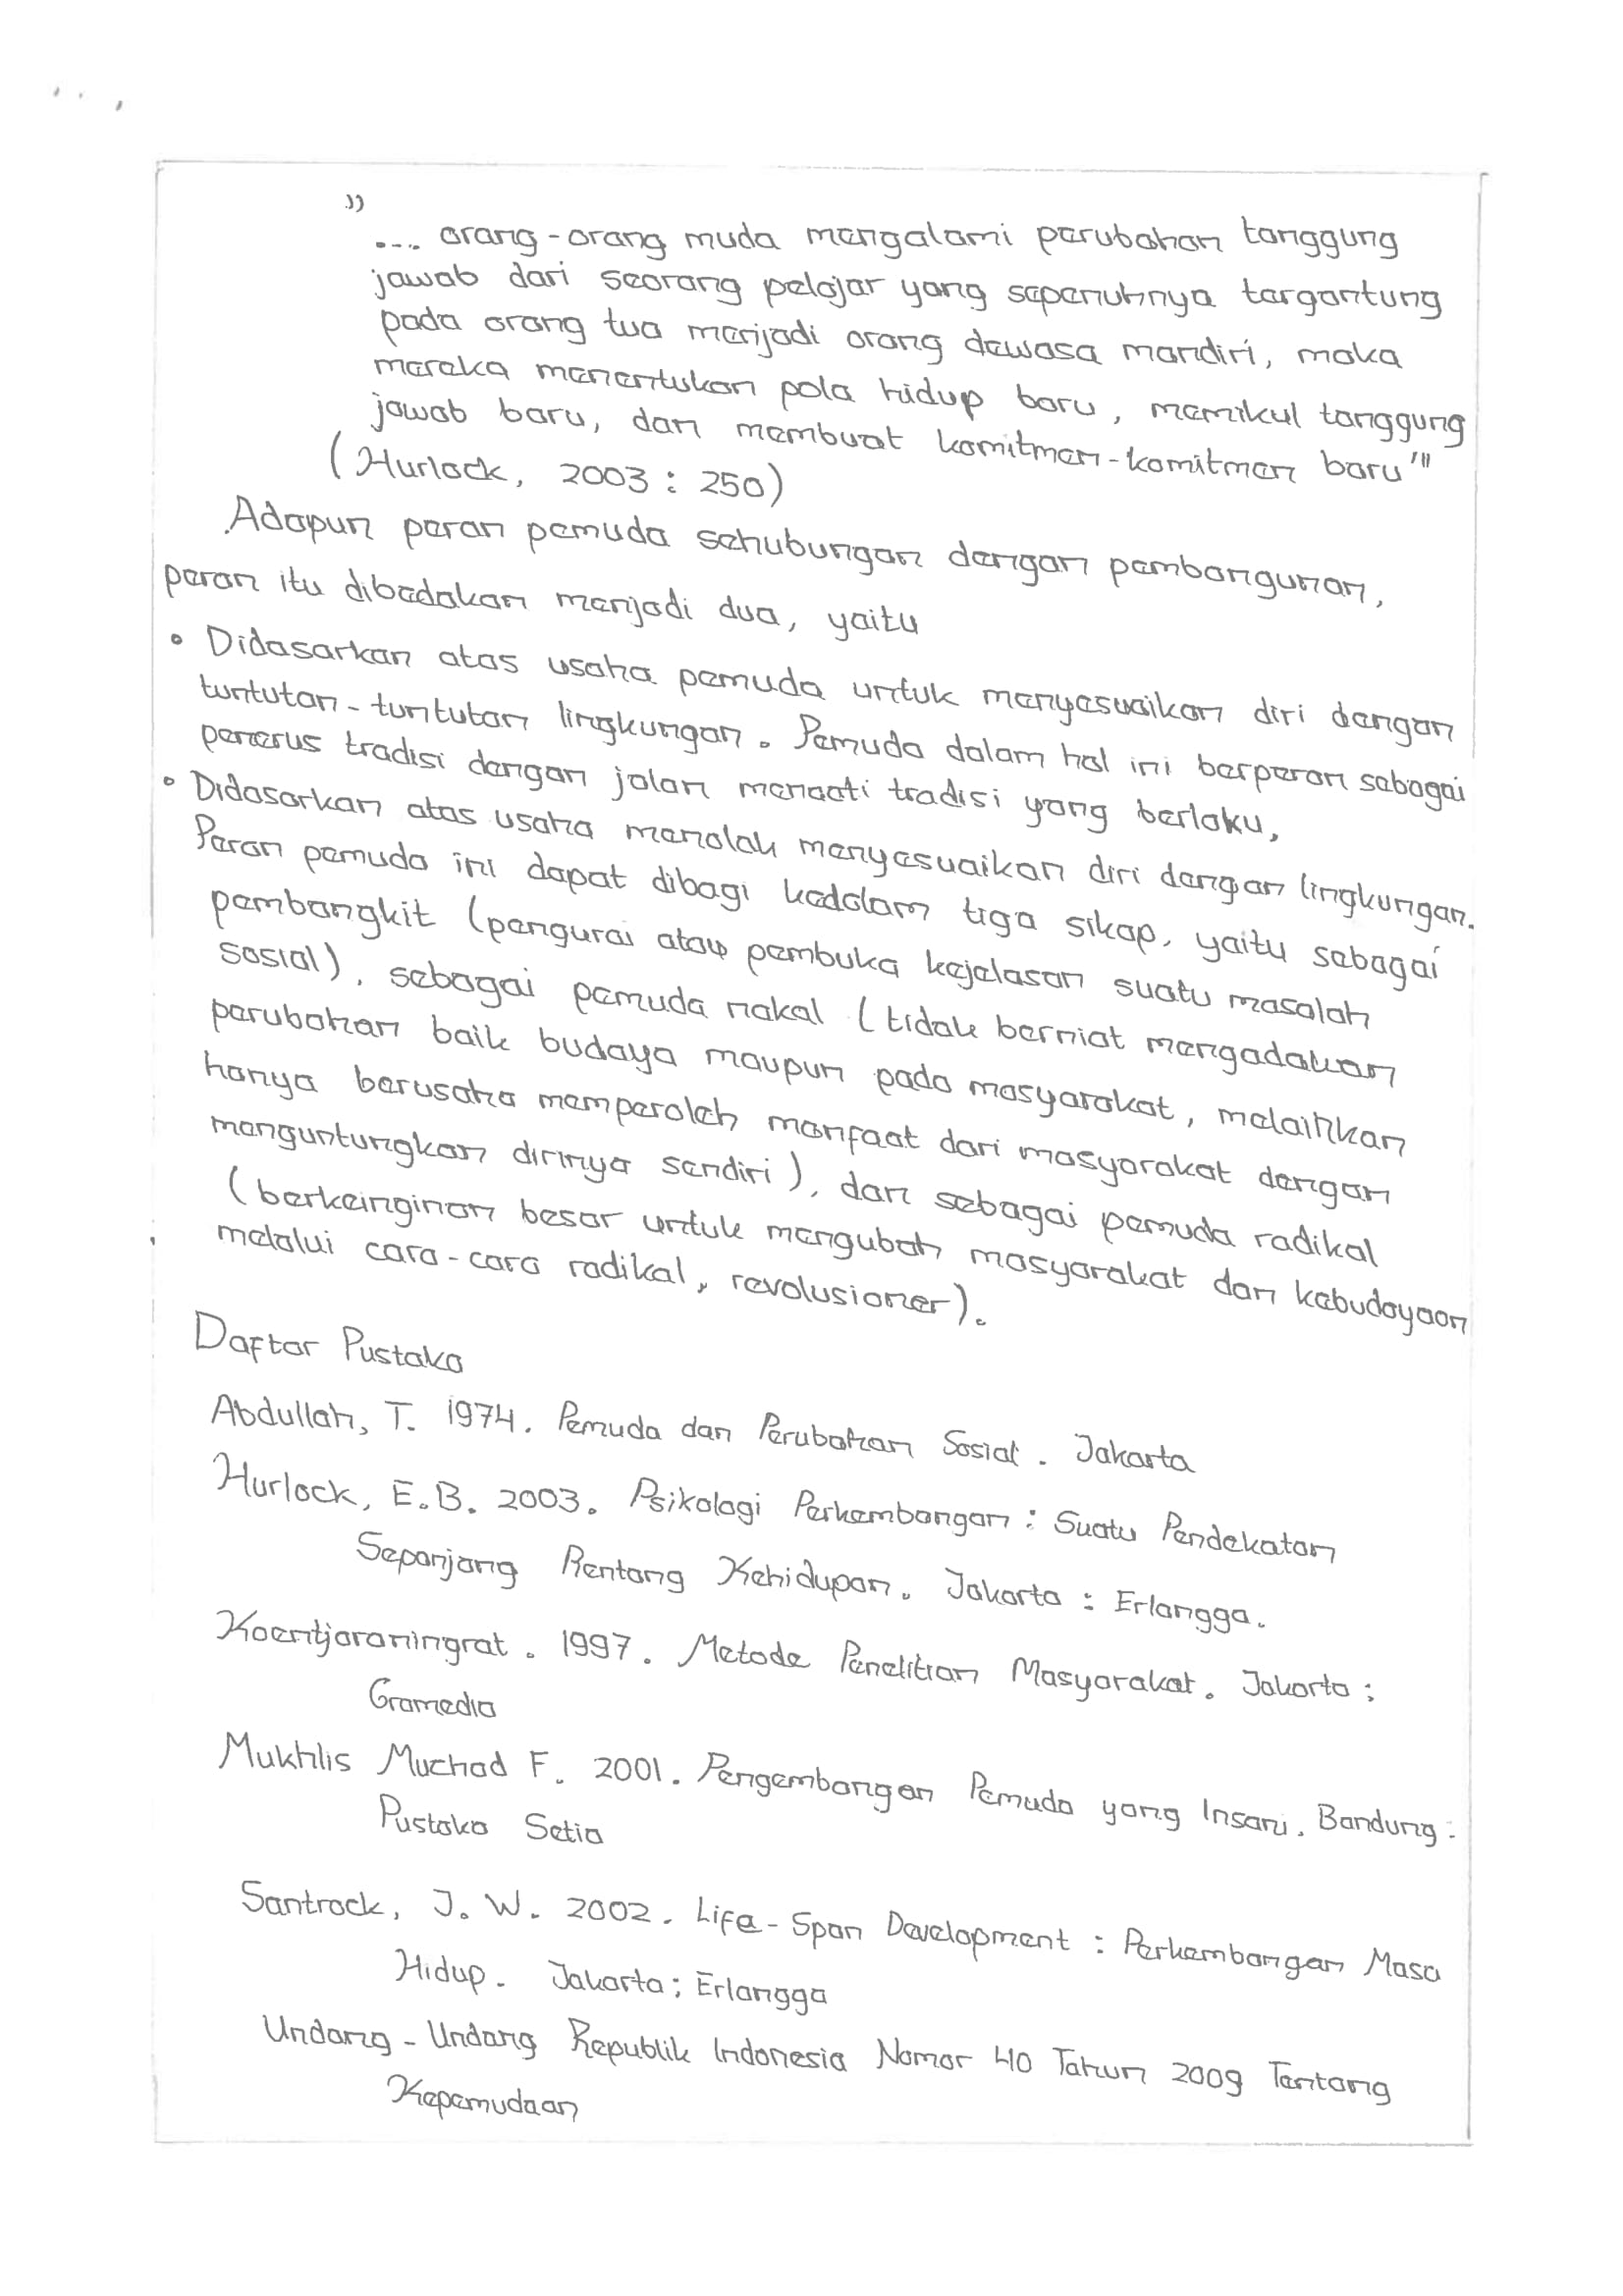 "
.... orang-orang muda mengalami perubahan tanggung
jawab dari seorang pelajar yang sepenuhnya tergantung
pada orang tua menjadi orang dewasa mandiri, maka
mereka menentukan pola hidup baru, memikul tanggung
jawab baru, dan membuat komitmen-komitmen baru'"
(Hurlock, 2003: 250)
Adapun peran pemuda sehubungan dengan pembangunan,
peran itu dibedakan menjadi dua, yaitu
• Didasarkan atas usaha pemuda untuk menyesuaikan diri dengan
tuntutan-tuntutan lingkungan. Pemuda dalam hal ini berperan sebagai
penerus tradisi dengan jalan menaati tradisi yang berlaku,
• Didasarkan atas usaha menolah menyesuaikan diri dengan lingkungan.
Peran pemuda ini dapat dibagi kedalam tiga sikap, yaitu sebagai
pembangkit (pengurai atau pembuka kejelasan suatu masalah
sosial), sebagai pemuda nakal (tidak berniat mengadakan
perubahan baik budaya maupun pada masyarakat, melaihkan
hanya berusaha memperoleh manfaat dari masyarakat dengan
menguntungkan dirinya sendiri), dan sebagai pemuda radikal
(berkeinginan besar untuk mengubah masyarakat dan kebudayaan
melalui cara-cara radikal, revolusioner).
Daftar Pustaka
Abdullah, T. 1974. Pemuda dan Perubahan Sosial. Jakarta
Hurlock, E.B. 2003. Psikologi Perkembangan: Suatu Pendekatan
Sepanjang Rentang Kehidupan. Jakarta: Erlangga.
Koentjaraningrat. 1997. Metode Penelitian Masyarakat. Jakarta:
Gramedia
Mukhlis Muchad F. 2001. Pengembangan Pemuda yang Insani. Bandung:
Pustaka Setia
Santrock, J. W. 2002. Life-Span Development: Perkembangan Masa
Hidup. Jakarta; Erlangga
Undang-Undang Republik Indonesia Nomor 40 Tahun 2009 Tentang
Kepemudaan